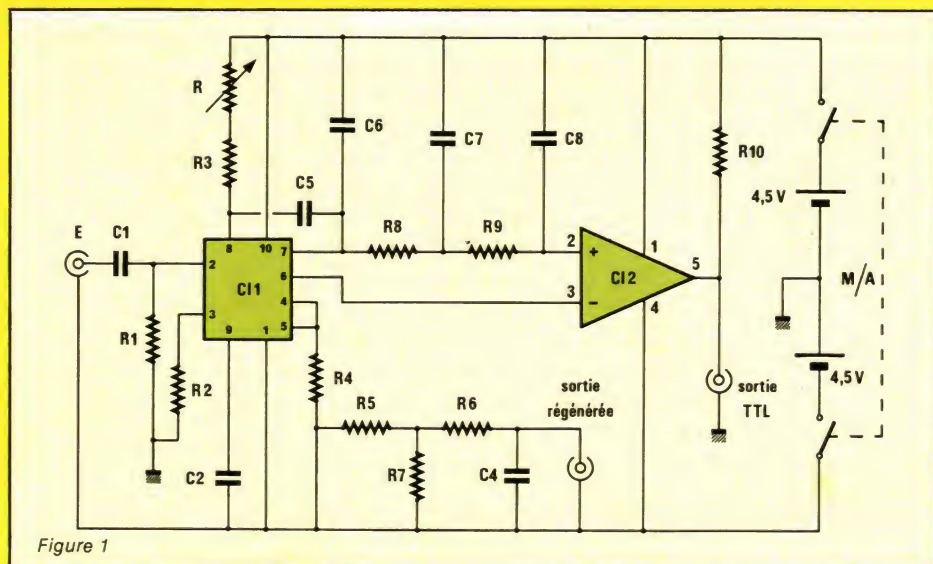 R
R3
C6
C7
C8
R10
4,5 V
C5
E
C1
8
10
7
R8
R9
2
+
1
5
2
CI1
6
3
−
CI2
4
M/A
3
4
5
9
1
R1
R2
R4
sortie
régénérée
sortie
TTL
4,5 V
R5
R6
R7
C2
C4
Figure 1